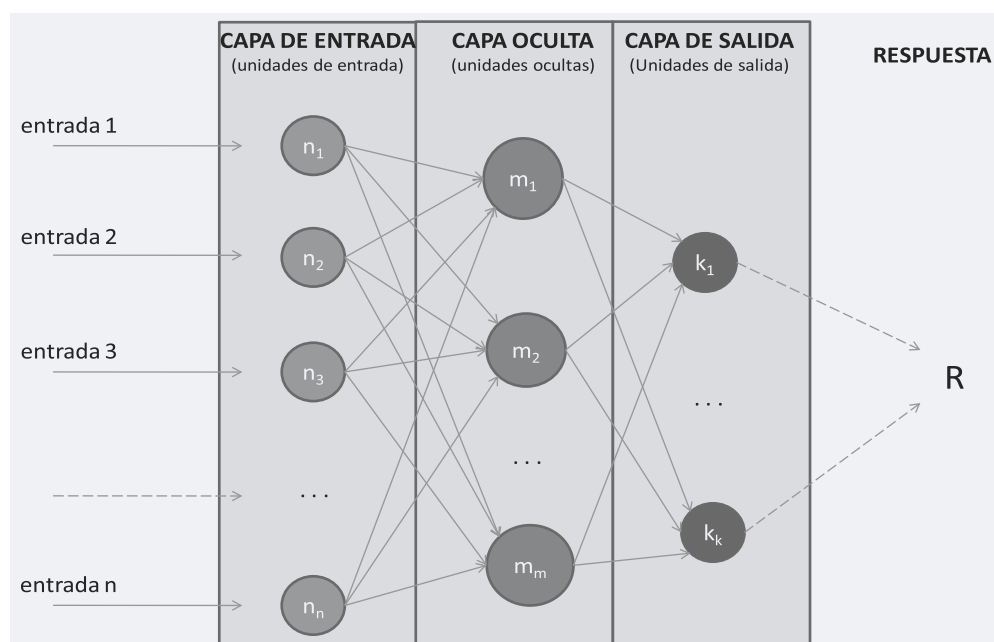 CAPA DE ENTRADA
(unidades de entrada)
CAPA OCULTA
(unidades ocultas)
CAPA DE SALIDA
(Unidades de salida)
RESPUESTA
entrada 1
n1
m1
entrada 2
n2
k1
entrada 3
n3
m2
R
. . .
. . .
. . .
kk
mm
entrada n
nn